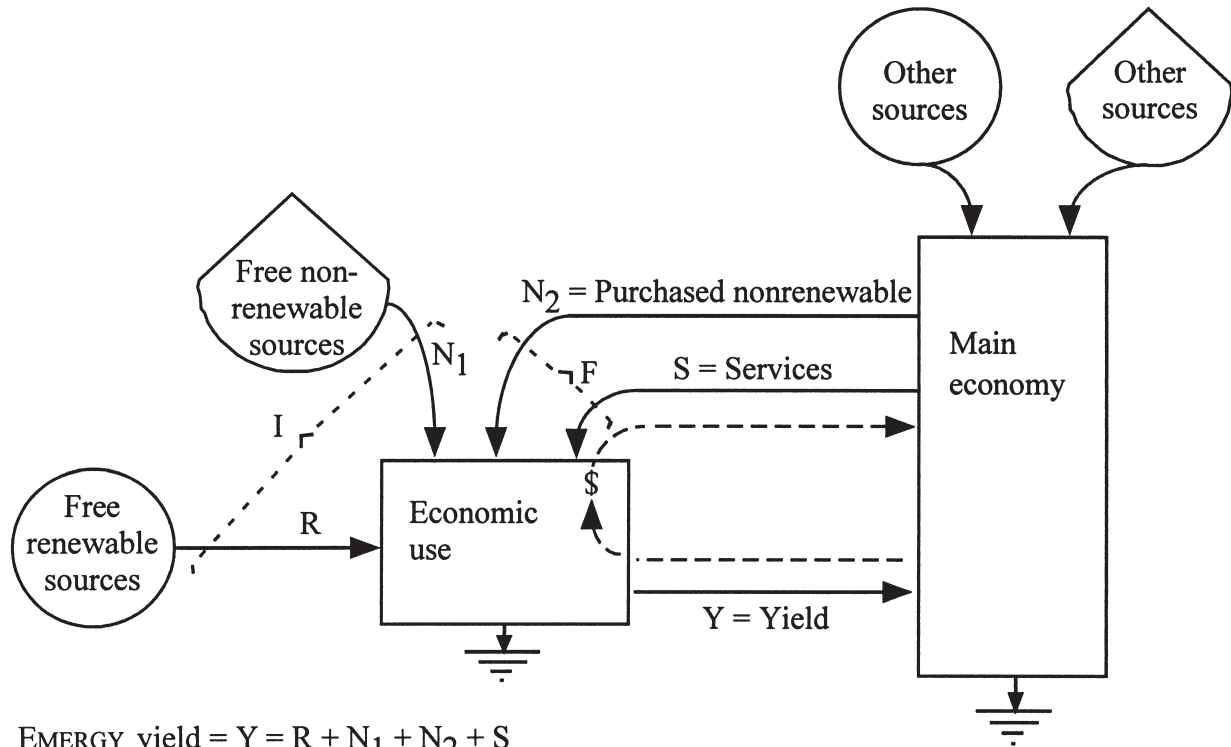 Other
sources
Other
sources
Free non-
renewable
sources
N2 = Purchased nonrenewable
N1
F
S = Services
Main
economy
I
$
Free
renewable
sources
R
Economic
use
Y = Yield
EMERGY yield = Y = R + N1 + N2 + S